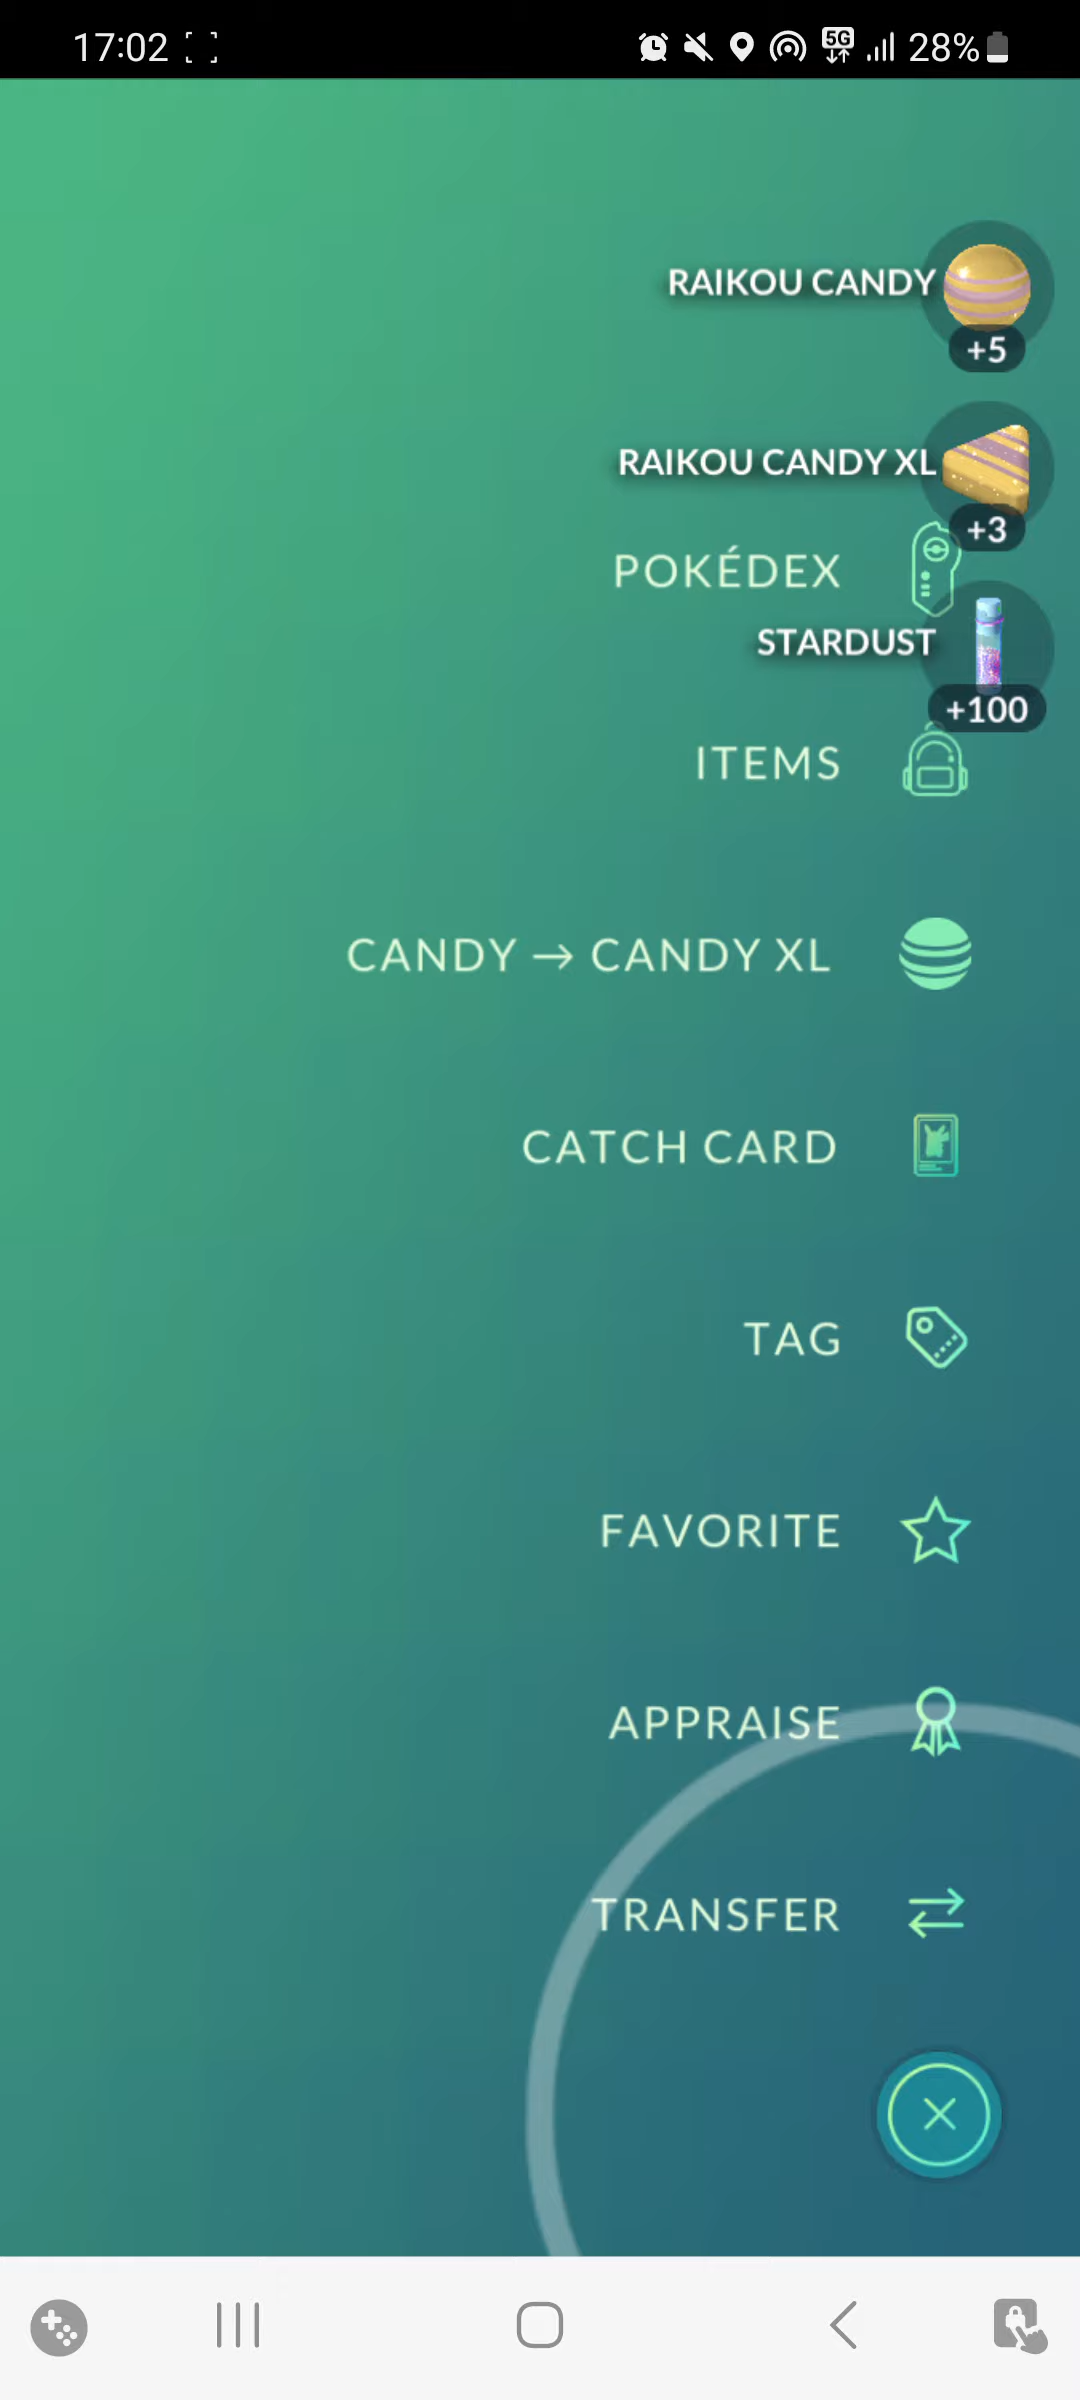 17:02
5G
28%
RAIKOU CANDY
+5
RAIKOU CANDY XL
+3
POKÉDEX
STARDUST
+100
ITEMS
CANDY → CANDY XL
CATCH CARD
TAG
FAVORITE
APPRAISE
TRANSFER